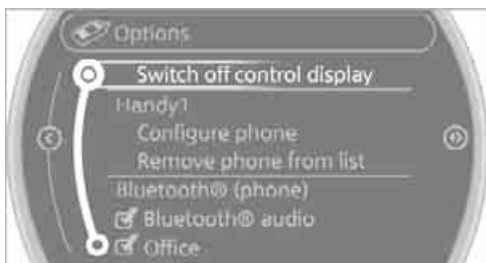 Options
Switch off control display
Handy1
Configure phone
Remove phone from list
Bluetooth® (phone)
Bluetooth® audio
Office